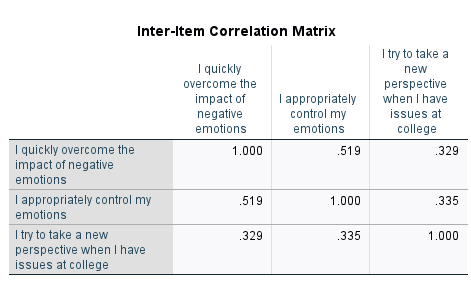 Inter-Item Correlation Matrix
I quickly
overcome the
impact of
negative
emotions
I appropriately
control my
emotions
I try to take a
new
perspective
when I have
issues at
college
I quickly overcome the
impact of negative
emotions
1.000 .519 .329
I appropriately control my
emotions
.519 1.000 .335
I try to take a new
perspective when I have
issues at college
.329 .335 1.000